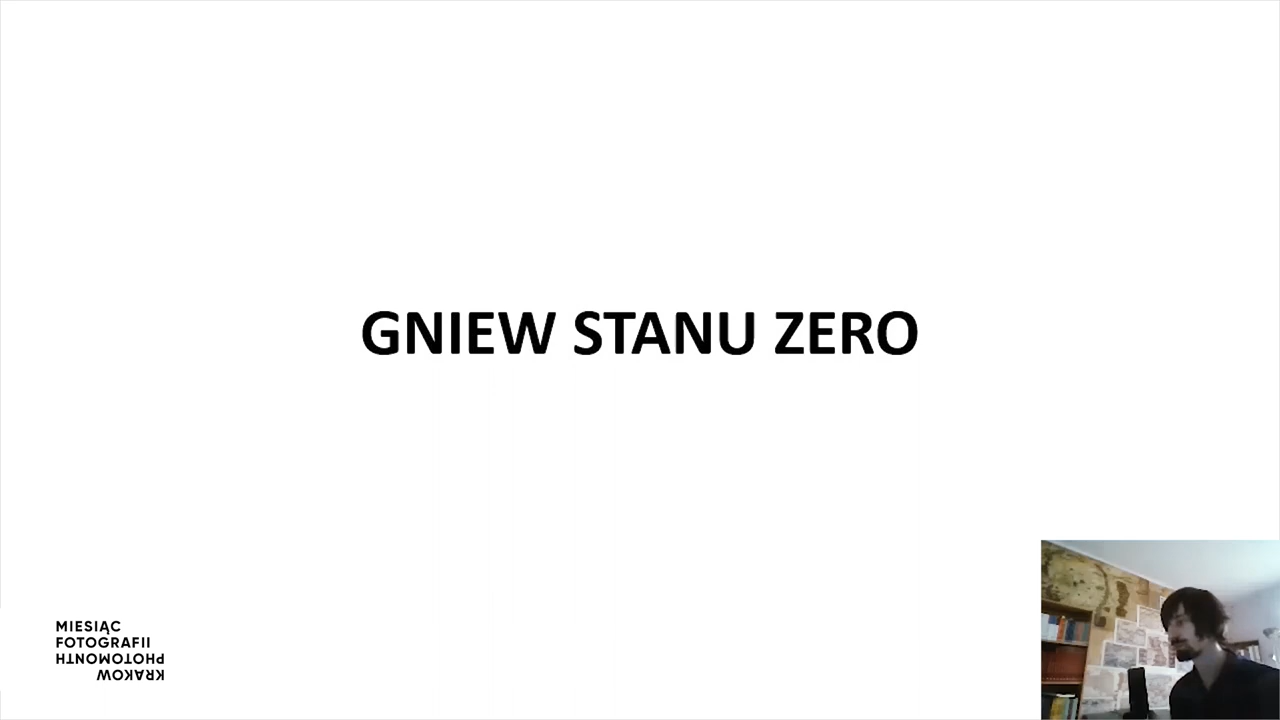 GNIEW STANU ZERO
MIESIĄC
FOTOGRAFII
PHOTOMONTH
KRAKOW